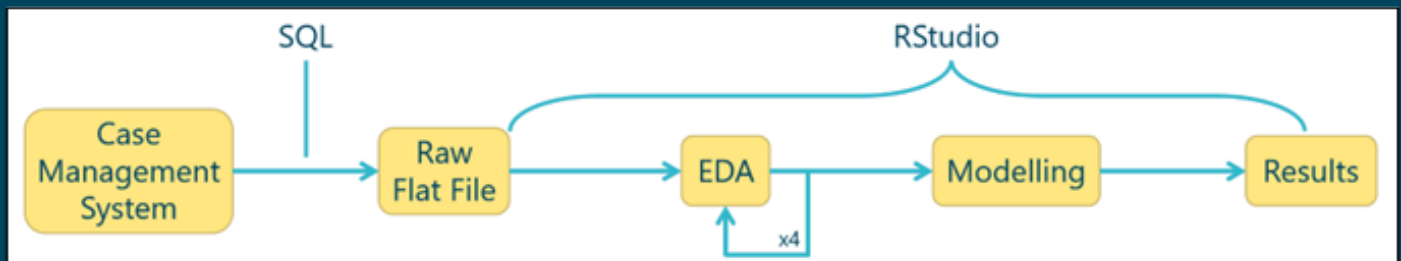 SQL
RStudio
Case
Management
System
Raw
Flat File
EDA
Modelling
Results
x4